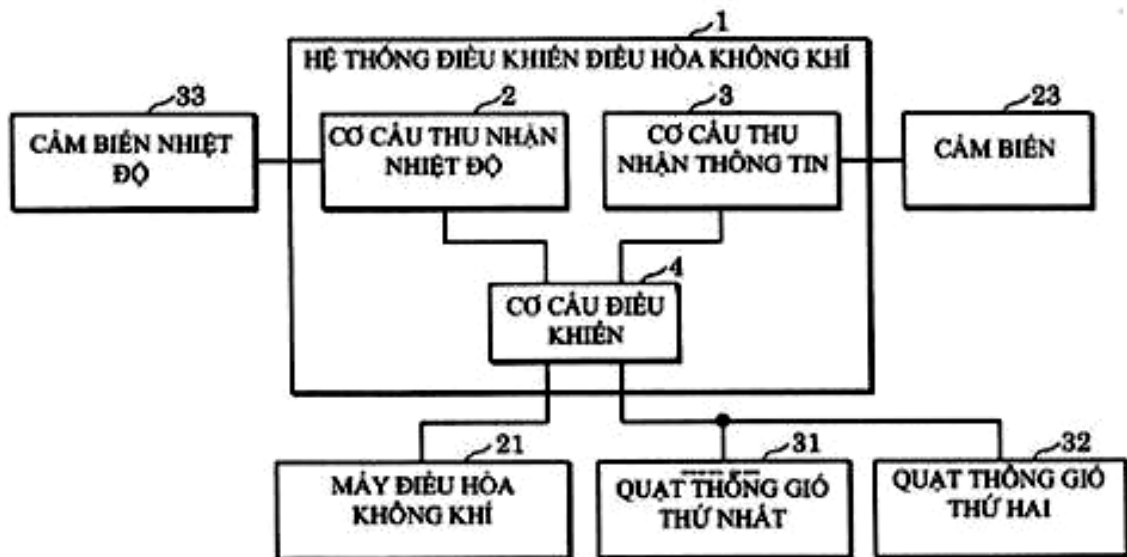 1
HỆ THỐNG ĐIỀU KHIỂN ĐIỀU HÒA KHÔNG KHÍ
33
CẢM BIẾN NHIỆT
ĐỘ
2
CƠ CẤU THU NHẬN
NHIỆT ĐỘ
3
CƠ CẤU THU
NHẬN THÔNG TIN
23
CẢM BIẾN
4
CƠ CẤU ĐIỀU
KHIỂN
21
MÁY ĐIỀU HÒA
KHÔNG KHÍ
31
QUẠT THÔNG GIÓ
THỨ NHẤT
32
QUẠT THÔNG GIÓ
THỨ HAI